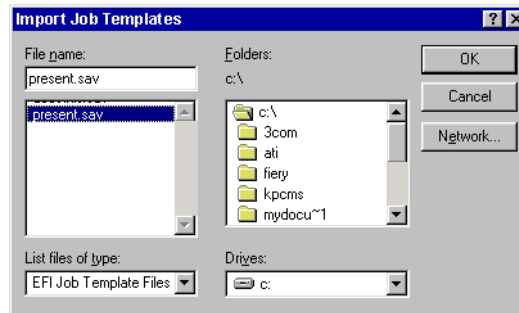 Import Job Templates
File name:
present.sav
present.sav
List files of type:
EFI Job Template Files
Folders:
c:\
c:\
3com
ati
fiery
kpcms
mydocu~1
Drives:
c:
OK
Cancel
Network...